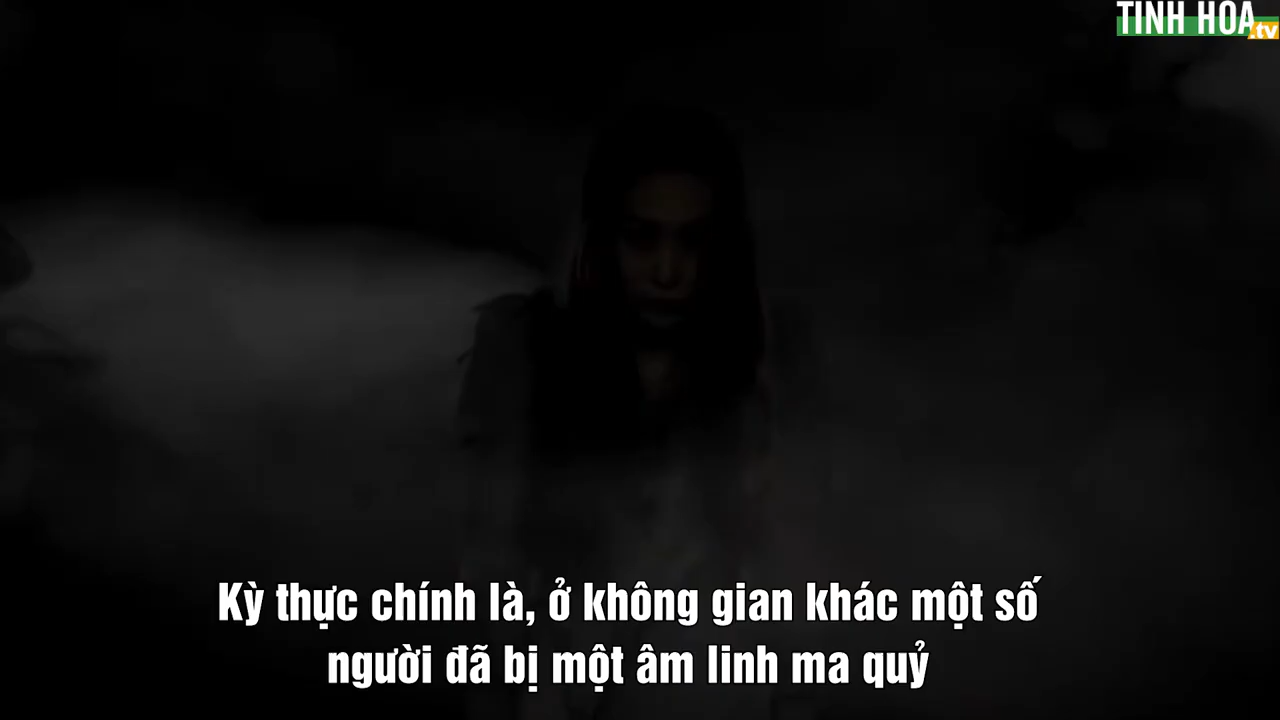 TINH HOA
.tv
Kỳ thực chính là, ở không gian khác một số
người đã bị một âm linh ma quỷ